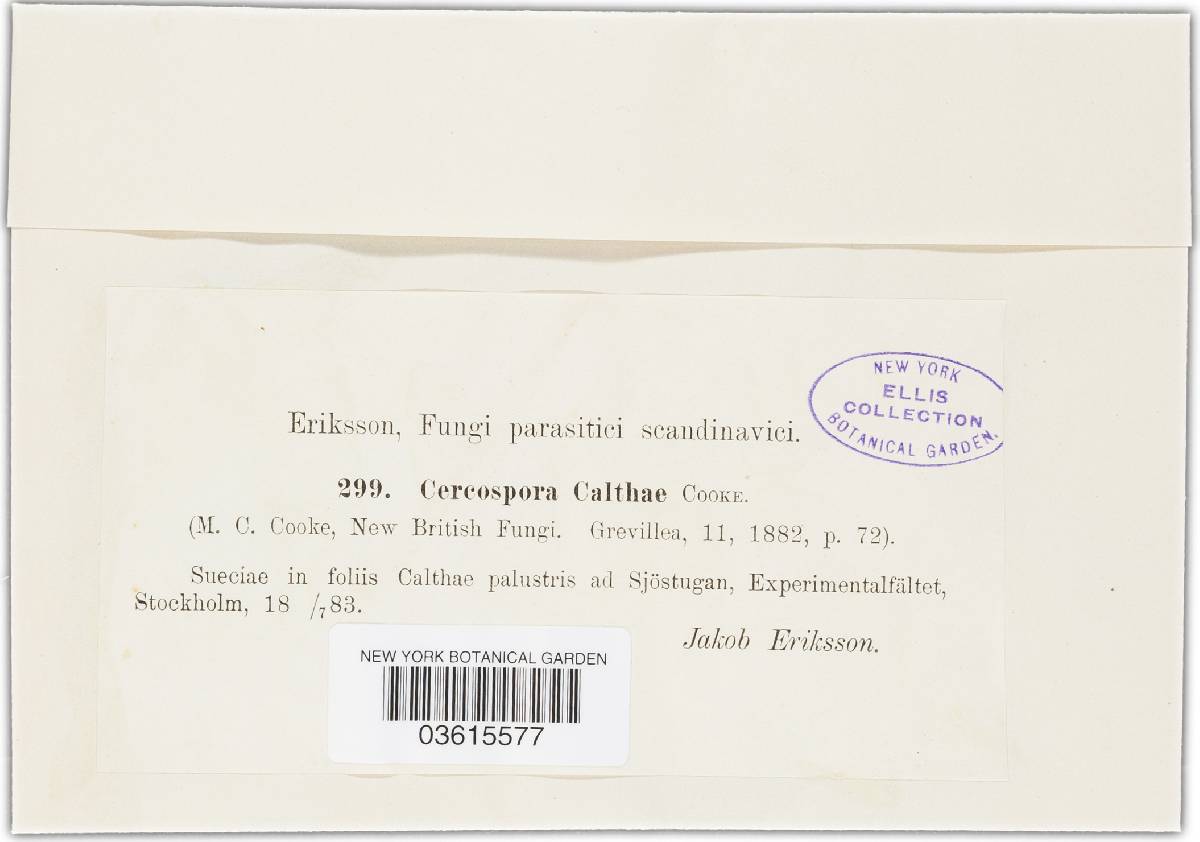 NEW YORK
ELLIS
COLLECTION
BOTANICAL GARDEN.
Eriksson, Fungi parasitici scandinavici.
299. Cercospora Calthae COOKE.
(M. C. Cooke, New British Fungi. Grevillea, 11, 1882, p. 72).
Sueciae in foliis Calthae palustris ad Sjöstugan, Experimentalfältet,
Stockholm, 18 /7 83.
Jakob Eriksson.
NEW YORK BOTANICAL GARDEN
03615577